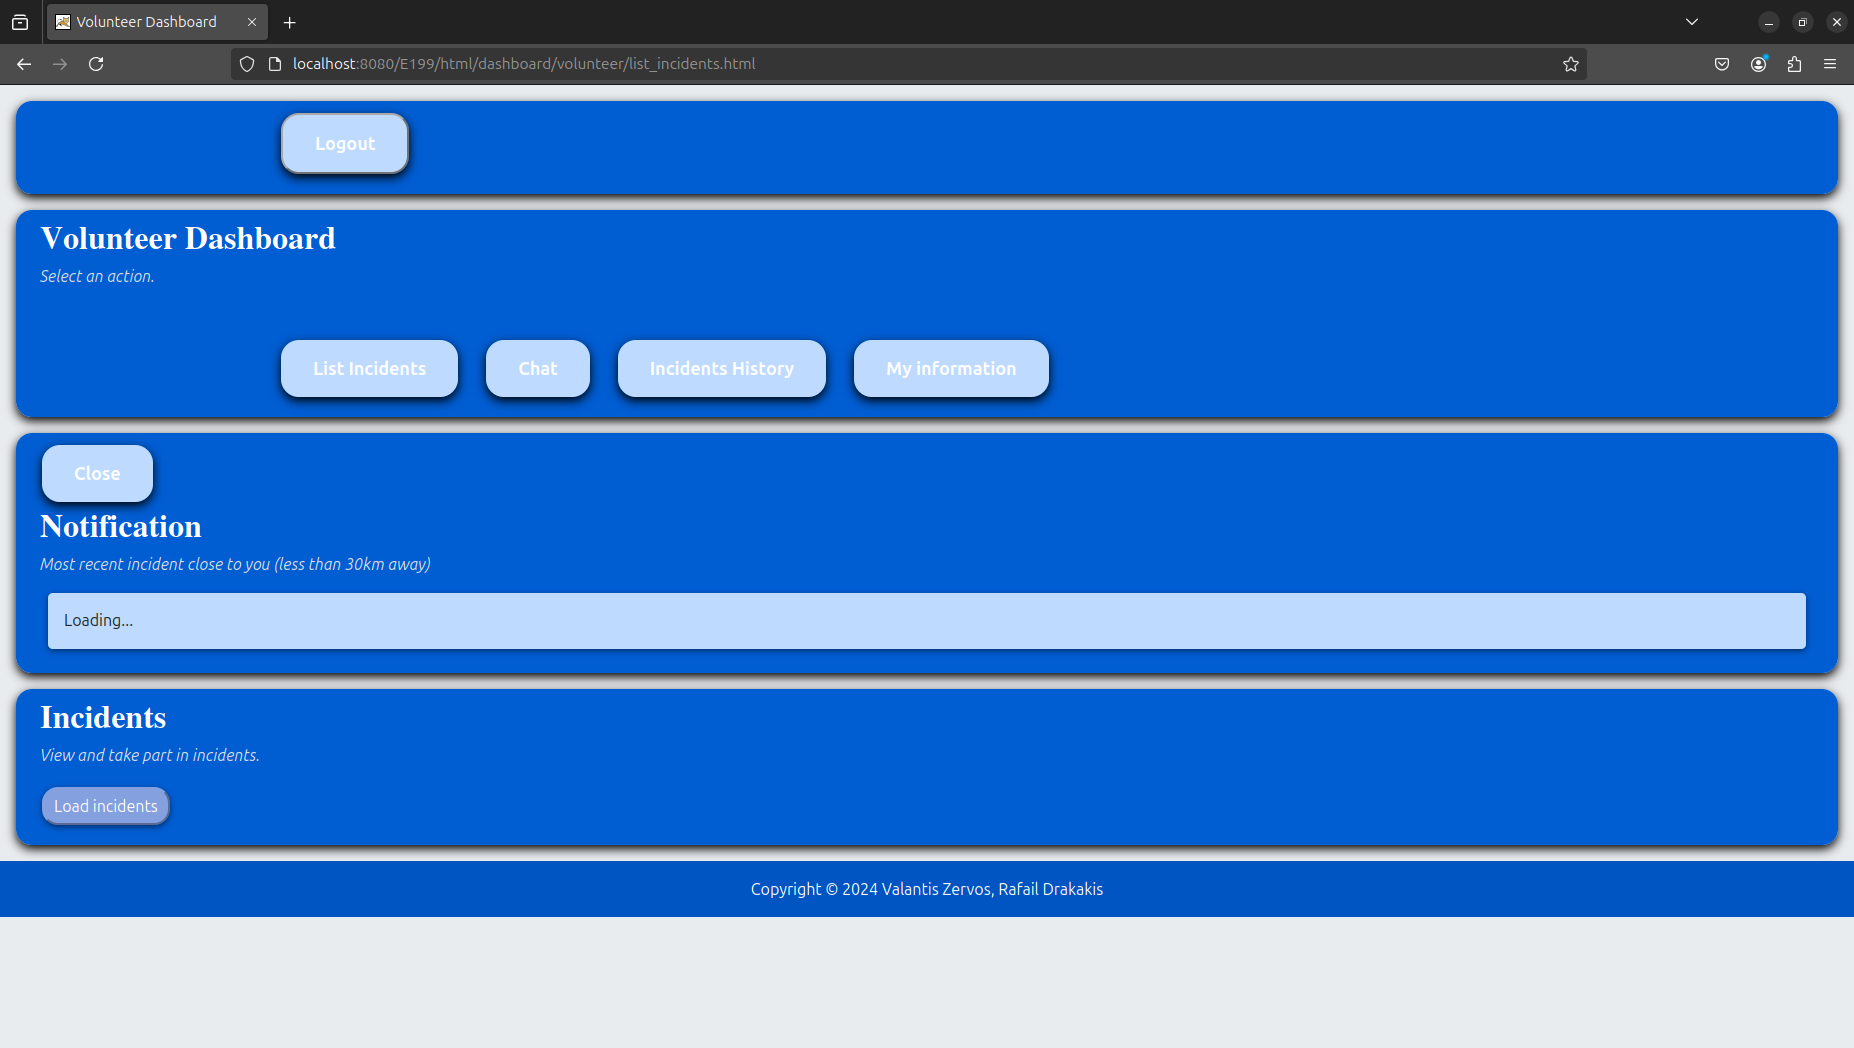 Volunteer Dashboard
localhost:8080/E199/html/dashboard/volunteer/list_incidents.html
Logout
Volunteer Dashboard
Select an action.
List Incidents Chat Incidents History My information
Close
Notification
Most recent incident close to you (less than 30km away)
Loading...
Incidents
View and take part in incidents.
Load incidents
Copyright © 2024 Valantis Zervos, Rafail Drakakis